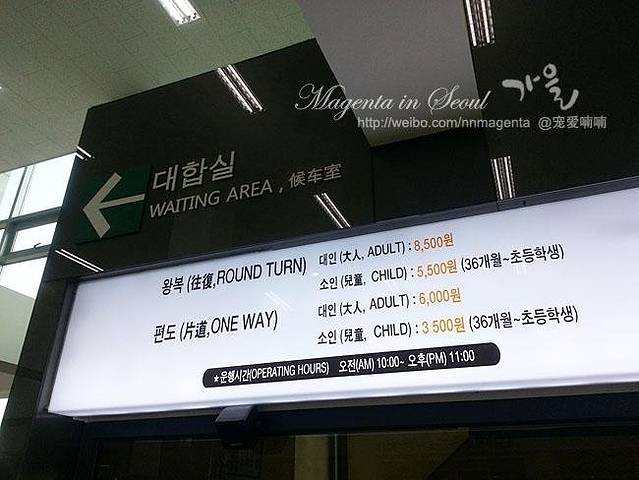 Magenta in Seoul 가을
http://weibo.com/nnmagenta @宠爱喃喃
대합실
WAITING AREA , 候车室
왕복 (往復,ROUND TURN) 대인 (大人, ADULT) : 8,500원
소인 (兒童, CHILD) : 5,500원 (36개월~초등학생)
편도 (片道,ONE WAY) 대인 (大人, ADULT) : 6,000원
소인 (兒童, CHILD) : 3 500원 (36개월~초등학생)
★운행시간(OPERATING HOURS) 오전(AM) 10:00~ 오후(PM) 11:00